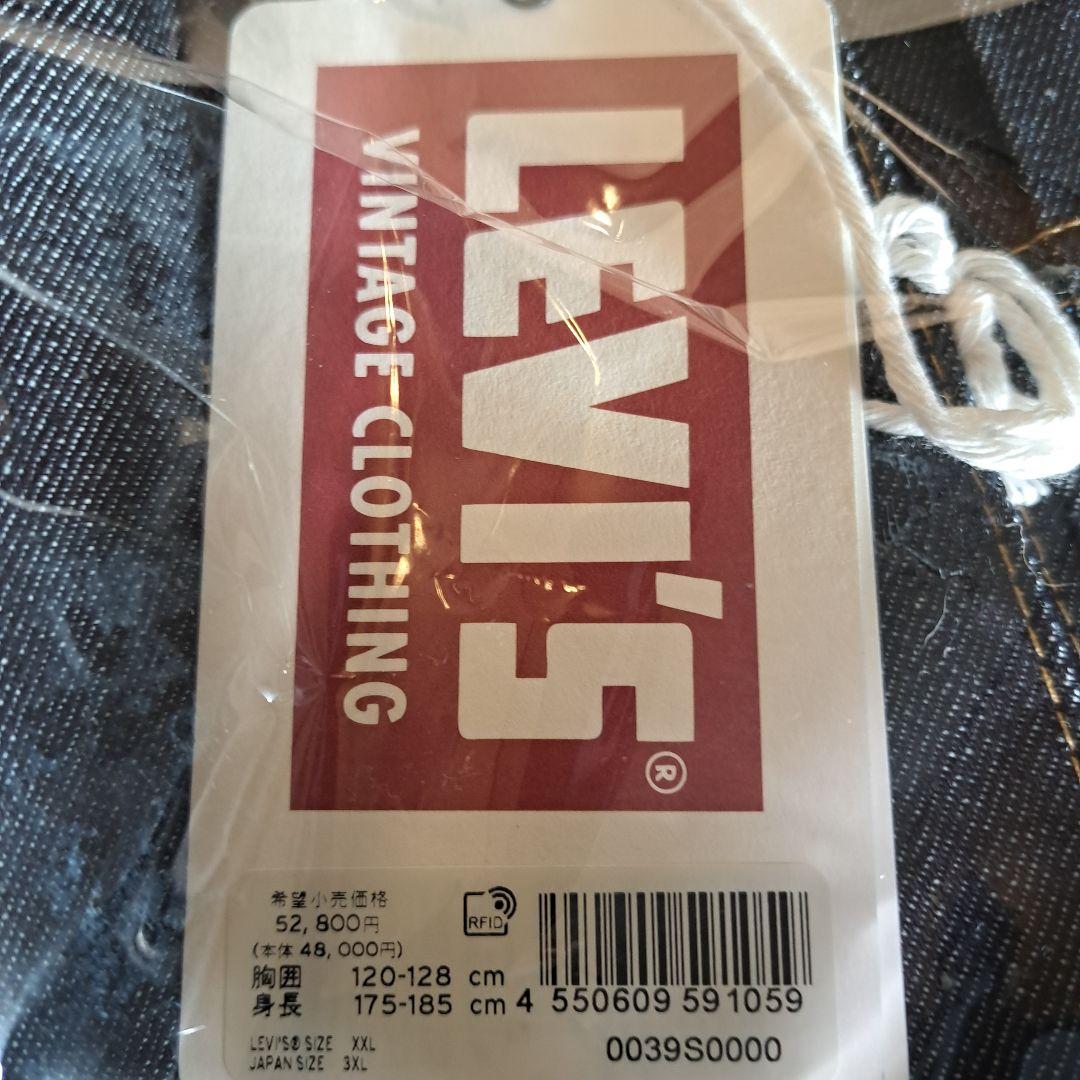 LEVI'S®
VINTAGE CLOTHING
希望小売価格
52,800円
(本体 48,000円)
胸囲 120-128 cm
身長 175-185 cm
LEVI'S® SIZE XXL
JAPAN SIZE 3XL
RFID
4 550609 591059
0039S0000